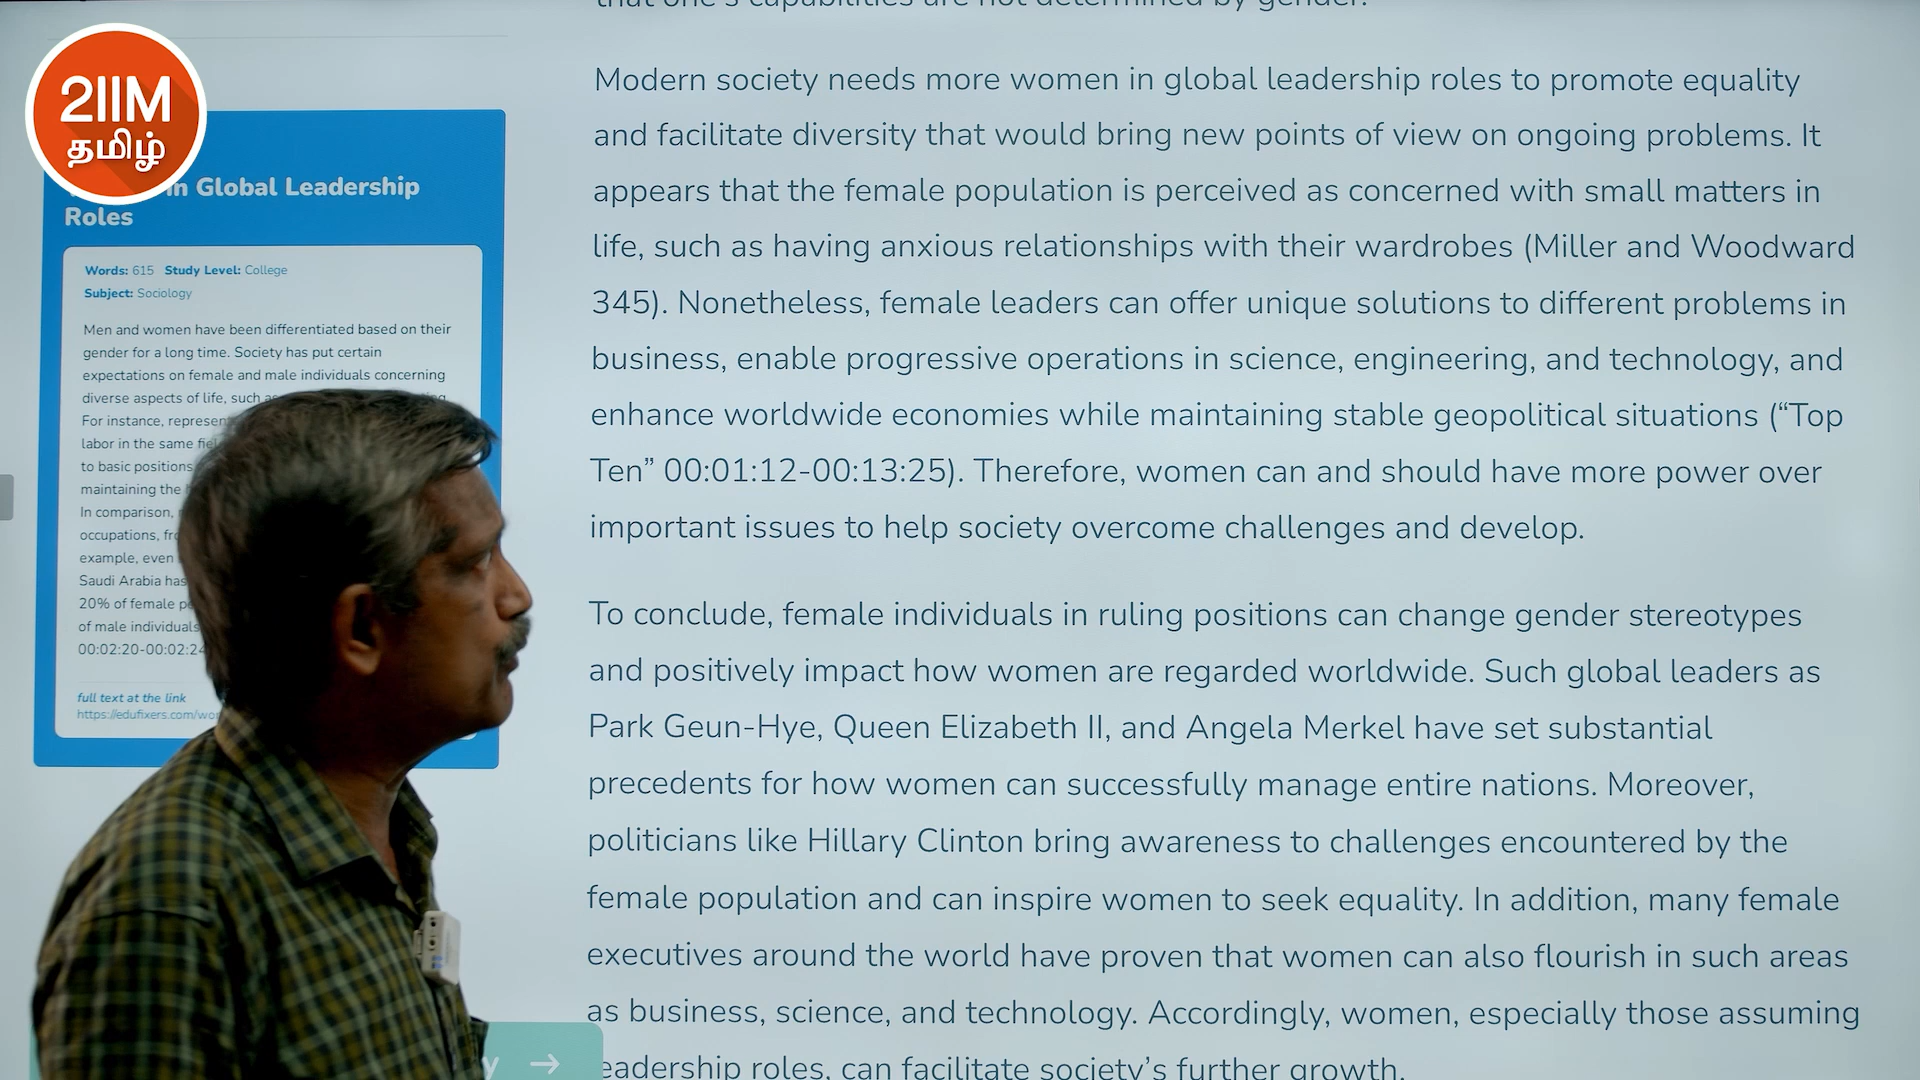 2IIM
தமிழ்
in Global Leadership
Roles
Words: 615 Study Level: College
Subject: Sociology
Men and women have been differentiated based on their
gender for a long time. Society has put certain
expectations on female and male individuals concerning
diverse aspects of life, such
For instance,
labor in the same
to basic positions
maintaining the
In comparison,
occupations,
example, even
Saudi Arabia has
20% of female
of male individuals
00:02:20-00:02:24
full text at the link
that one's capabilities are not determined by gender.
Modern society needs more women in global leadership roles to promote equality
and facilitate diversity that would bring new points of view on ongoing problems. It
appears that the female population is perceived as concerned with small matters in
life, such as having anxious relationships with their wardrobes (Miller and Woodward
345). Nonetheless, female leaders can offer unique solutions to different problems in
business, enable progressive operations in science, engineering, and technology, and
enhance worldwide economies while maintaining stable geopolitical situations (“Top
Ten” 00:01:12-00:13:25). Therefore, women can and should have more power over
important issues to help society overcome challenges and develop.
To conclude, female individuals in ruling positions can change gender stereotypes
and positively impact how women are regarded worldwide. Such global leaders as
Park Geun-Hye, Queen Elizabeth II, and Angela Merkel have set substantial
precedents for how women can successfully manage entire nations. Moreover,
politicians like Hillary Clinton bring awareness to challenges encountered by the
female population and can inspire women to seek equality. In addition, many female
executives around the world have proven that women can also flourish in such areas
as business, science, and technology. Accordingly, women, especially those assuming
leadership roles, can facilitate society's further growth.